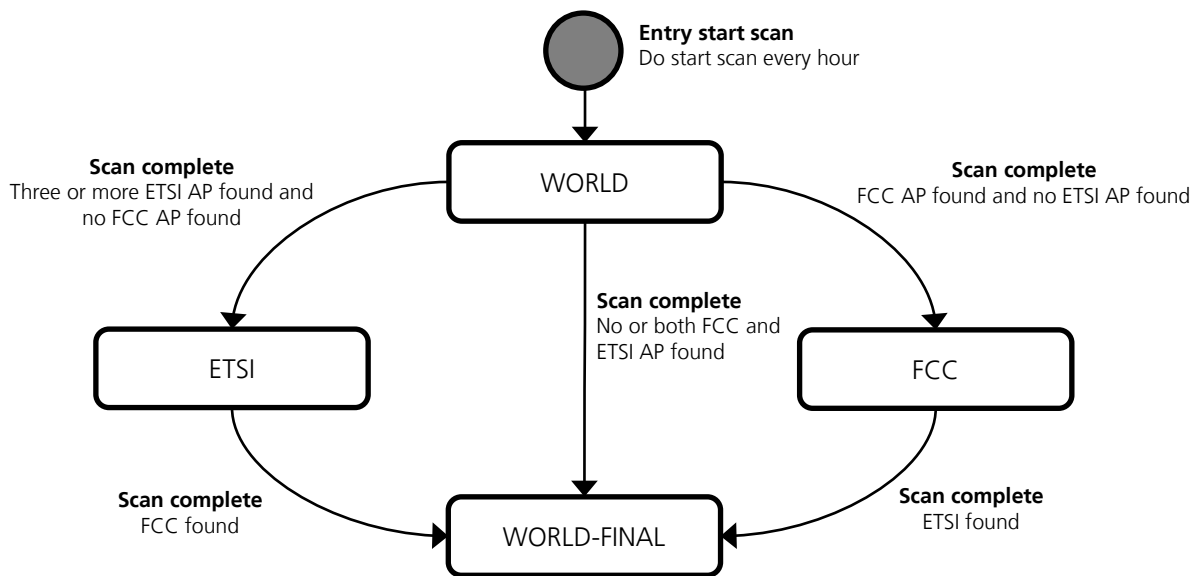 Entry start scan
Do start scan every hour
Scan complete
Three or more ETSI AP found and
no FCC AP found
WORLD
Scan complete
FCC AP found and no ETSI AP found
Scan complete
No or both FCC and
ETSI AP found
ETSI
FCC
Scan complete
FCC found
WORLD-FINAL
Scan complete
ETSI found